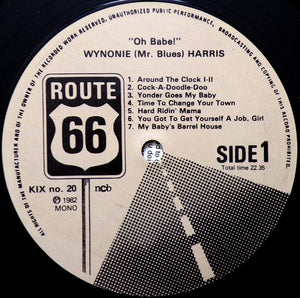 "Oh Babe!"
WYNONIE (Mr. Blues) HARRIS
1. Around The Clock I-II
2. Cock-A-Doodle-Doo
3. Yonder Goes My Baby
4. Time To Change Your Town
5. Hard Ridin' Mama
6. You Got To Get Yourself A Job, Girl
7. My Baby's Barrel House
ROUTE
66
SIDE 1
Total time 22.35
KIX no. 20
ncb
Ⓟ 1982
MONO
ALL RIGHTS OF THE MANUFACTURER AND OF THE OWNER OF THE RECORDED WORK RESERVED. UNAUTHORIZED PUBLIC PERFORMANCE, BROADCASTING AND COPYING OF THIS RECORD PROHIBITED.